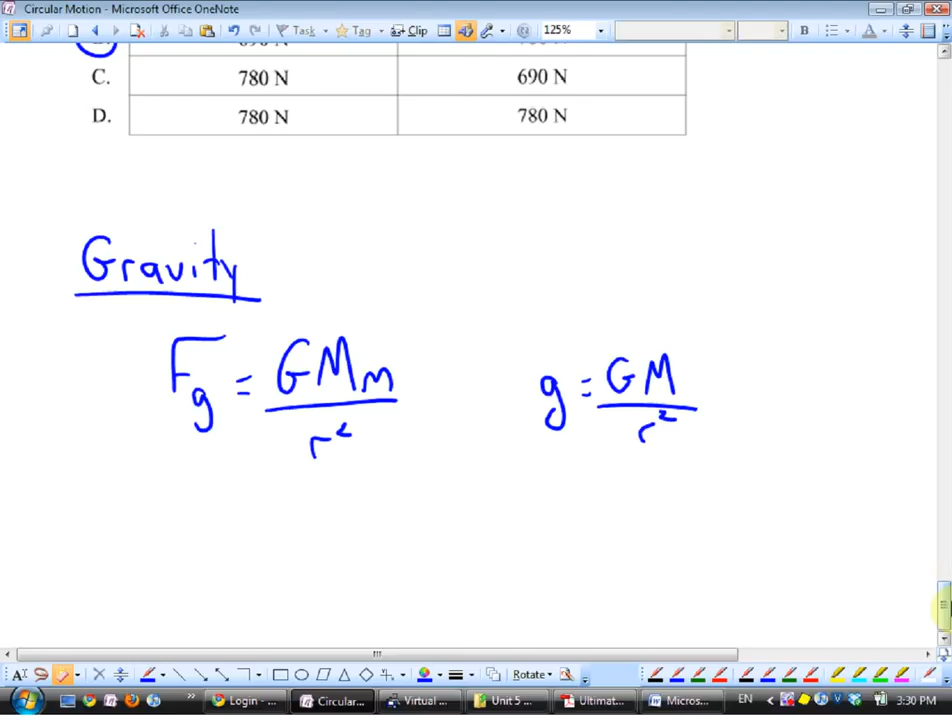 Circular Motion - Microsoft Office OneNote
Task
Tag
Clip
125%
B
A
C. 780 N 690 N
D. 780 N 780 N
Gravity
Fg = GMm / r²
g = GM / r²
Rotate
Login - ...
Circular...
Virtual ...
Unit 5 ...
Ultimat...
Microso...
EN
3:30 PM